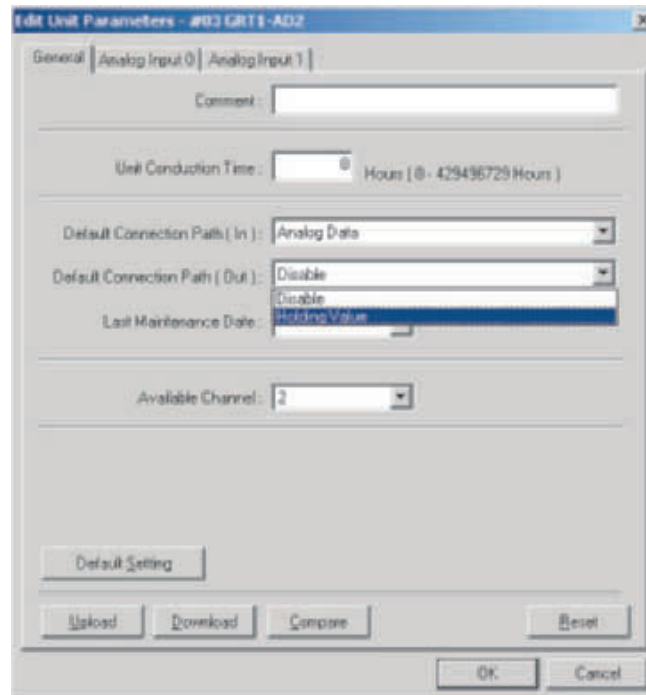 Edit Unit Parameters - #03 GRT1-AD2
General Analog Input 0 Analog Input 1
Comment :
Unit Conduction Time : 0 Hours ( 0 - 429496729 Hours )
Default Connection Path ( In ) : Analog Data
Default Connection Path ( Out ) : Disable
Disable
Last Maintenance Date : Holding Value
Available Channel : 2
Default Setting
Upload Download Compare Reset
OK Cancel